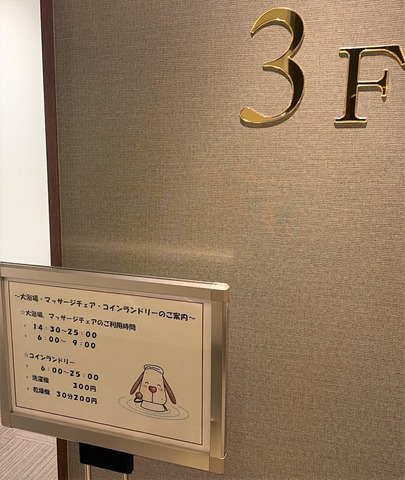 3F
～大浴場・マッサージチェア・コインランドリーのご案内～
☆大浴場、マッサージチェアのご利用時間
・ 14:30～25:00
・ 6:00～ 9:00
☆コインランドリー
・ 6:00～25:00
・洗濯機 300円
・乾燥機 30分200円